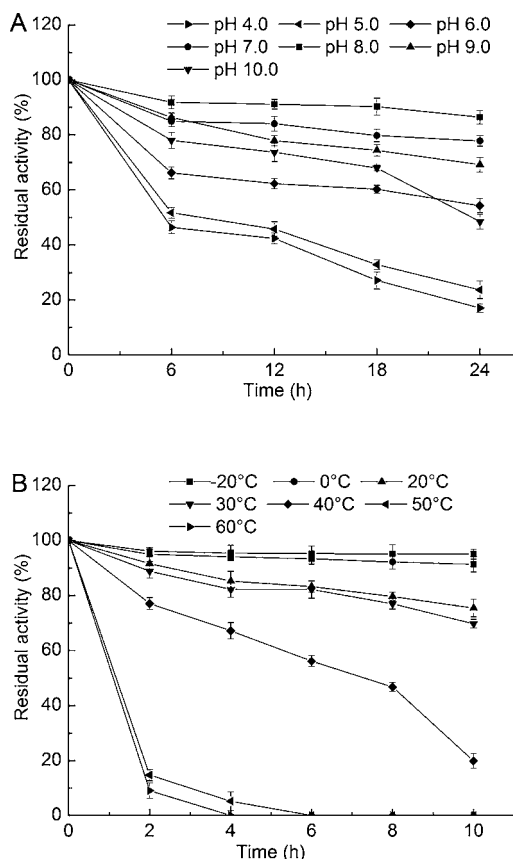 A
pH 4.0 pH 5.0 pH 6.0
pH 7.0 pH 8.0 pH 9.0
pH 10.0
120
100
80
60
40
20
0
Residual activity (%)
0 6 12 18 24
Time (h)
B
-20°C 0°C 20°C
30°C 40°C 50°C
60°C
120
100
80
60
40
20
0
Residual activity (%)
0 2 4 6 8 10
Time (h)